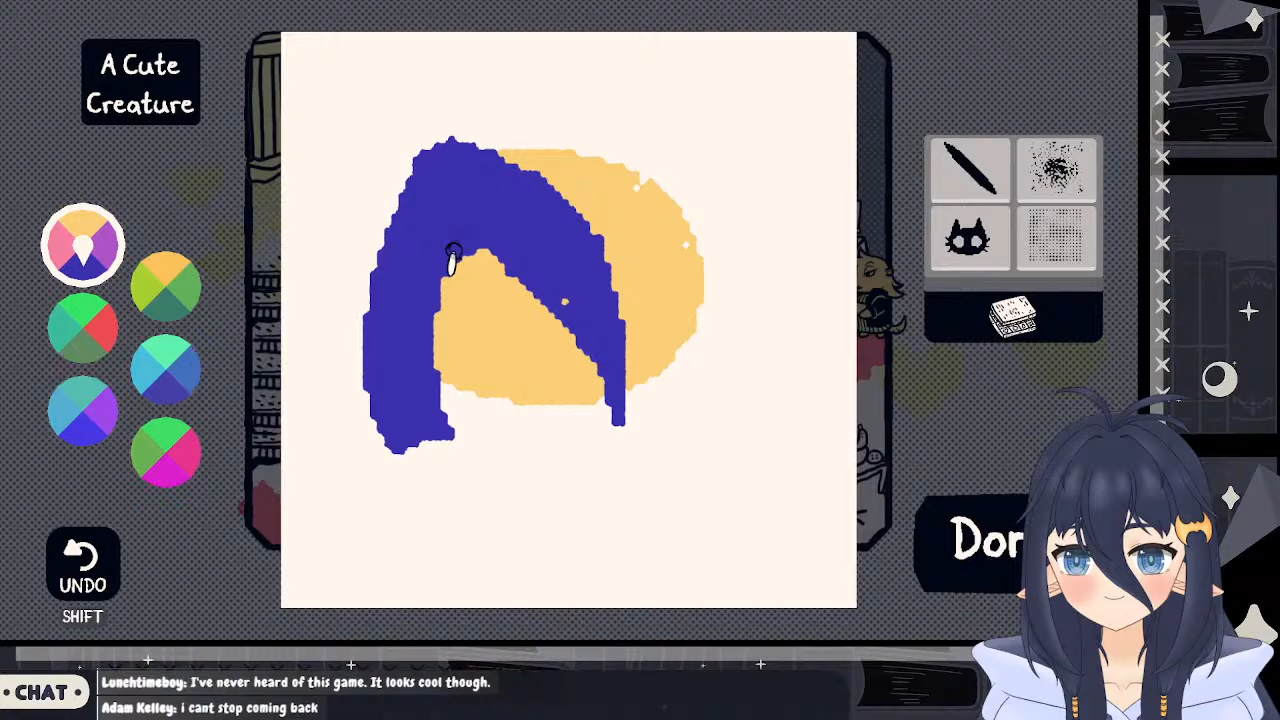 A Cute
Creature
UNDO
SHIFT
Don
CHAT
Lunchtimeboy: I've never heard of this game. It looks cool though.
Adam Kelley: i cant stop coming back